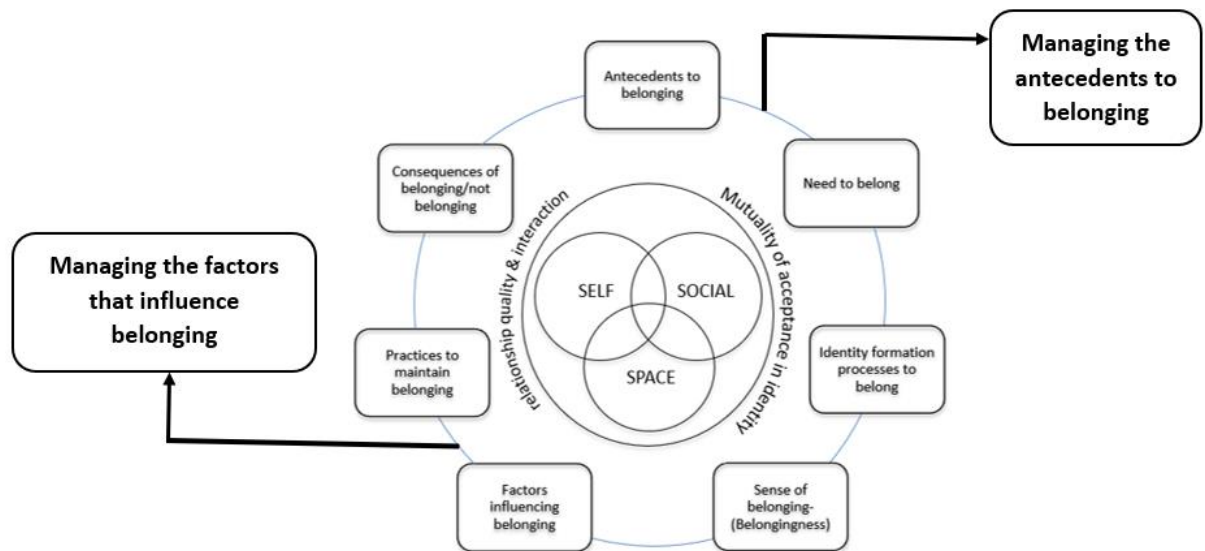 Managing the
antecedents to
belonging
Antecedents to
belonging
Need to belong
Consequences of
belonging/not
belonging
Managing the factors
that influence
belonging
relationship quality & interaction
Mutuality of acceptance in identity
SELF
SOCIAL
SPACE
Practices to
maintain
belonging
Identity formation
processes to
belong
Factors
influencing
belonging
Sense of
belonging-
(Belongingness)